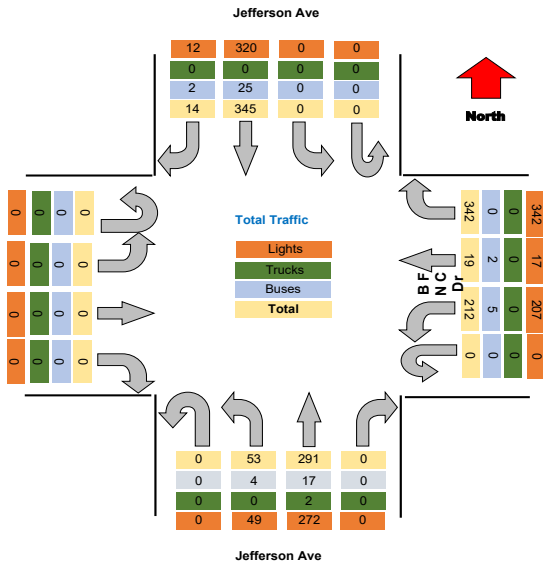 Jefferson Ave
12 320 0 0
0 0 0 0
2 25 0 0
14 345 0 0
North
0 0 0 0
0 0 0 0
0 0 0 0
0 0 0 0
Total Traffic
Lights
Trucks
Buses
Total
B F
N C
Dr
342 0 0 342
19 2 0 17
212 5 0 207
0 0 0 0
0 53 291 0
0 4 17 0
0 0 2 0
0 49 272 0
Jefferson Ave